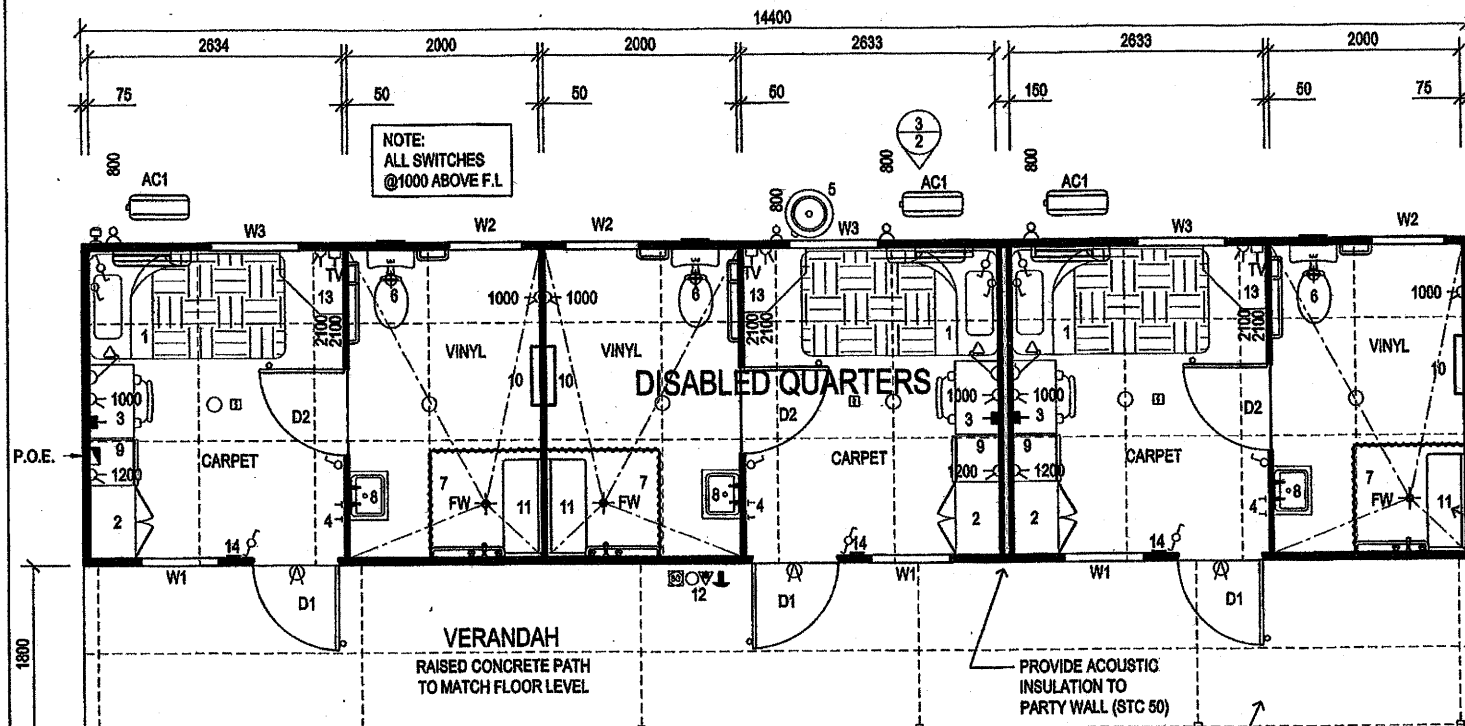 14400
2634 2000 2000 2633 2633 2000
75 50 50 50 150 50 75
NOTE:
ALL SWITCHES
@1000 ABOVE F.L
3
2
800 800 800 800
AC1 AC1 AC1
5
W3 W2 W2 W3 W3 W2
TV TV TV
13 6 6 13 13 6
1000 1000 1000
1 1 1
2100 2100 2100 2100 2100 2100
VINYL VINYL VINYL
10 10 10
DISABLED QUARTERS
1000 1000 1000
3 D2 D2 3 3 D2
P.O.E.
9 9 9
1200 CARPET CARPET 1200 1200 CARPET
7 7 7
8 FW FW 8 8 FW
11 11 11
2 4 4 2 2 4
14 14 14
W1 W1 W1
D1 D1 D1
12
1800
VERANDAH
RAISED CONCRETE PATH
TO MATCH FLOOR LEVEL
PROVIDE ACOUSTIC
INSULATION TO
PARTY WALL (STC 50)